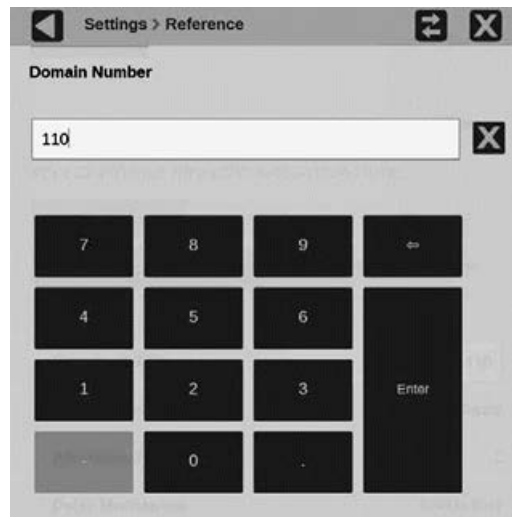 Settings > Reference
Domain Number
110
7 8 9 ⇦
4 5 6
1 2 3 Enter
- 0 .